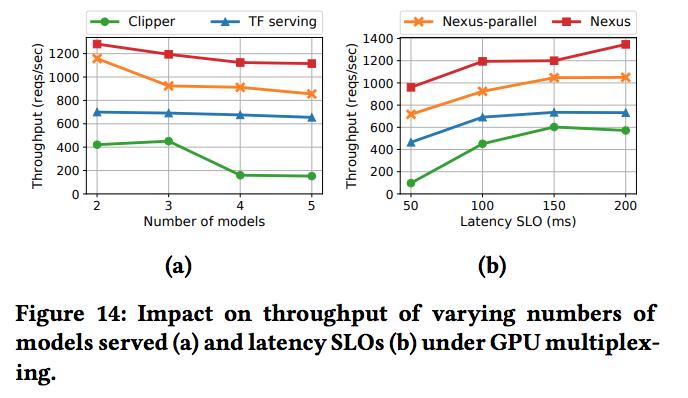 Clipper TF serving
Nexus-parallel Nexus
Throughput (reqs/sec)
1200
1000
800
600
400
200
0
2 3 4 5
Number of models
Throughput (reqs/sec)
1400
1200
1000
800
600
400
200
0
50 100 150 200
Latency SLO (ms)
(a)
(b)
Figure 14: Impact on throughput of varying numbers of
models served (a) and latency SLOs (b) under GPU multiplex-
ing.